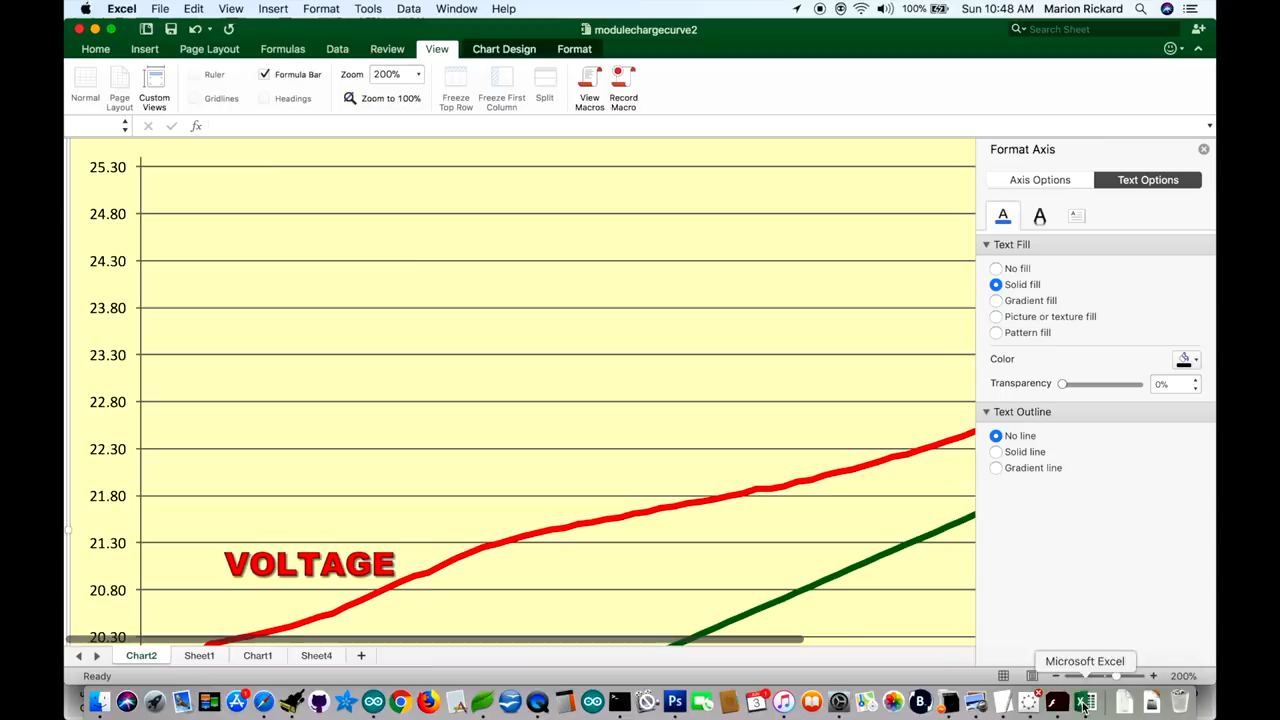 Excel File Edit View Insert Format Tools Data Window Help 100% Sun 10:48 AM Marion Rickard
modulechargecurve2 Search Sheet
Home Insert Page Layout Formulas Data Review View Chart Design Format
Normal Page Layout Custom Views Ruler Gridlines Formula Bar Headings Zoom 200% Zoom to 100% Freeze Top Row Freeze First Column Split View Macros Record Macro
fx
Format Axis
Axis Options Text Options
Text Fill
No fill
Solid fill
Gradient fill
Picture or texture fill
Pattern fill
Color
Transparency 0%
Text Outline
No line
Solid line
Gradient line
25.30
24.80
24.30
23.80
23.30
22.80
22.30
21.80
21.30
VOLTAGE
20.80
20.30
Chart2 Sheet1 Chart1 Sheet4 +
Microsoft Excel
Ready 200%